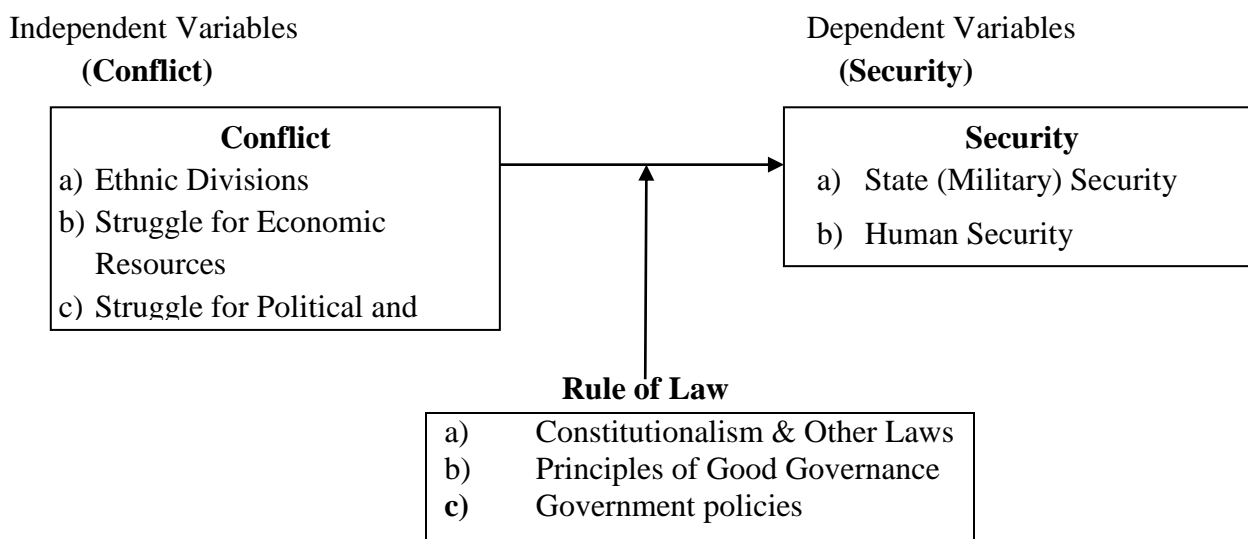 Independent Variables
(Conflict)
Dependent Variables
(Security)
Conflict
a) Ethnic Divisions
b) Struggle for Economic
Resources
c) Struggle for Political and
Security
a) State (Military) Security
b) Human Security
Rule of Law
a) Constitutionalism & Other Laws
b) Principles of Good Governance
c) Government policies